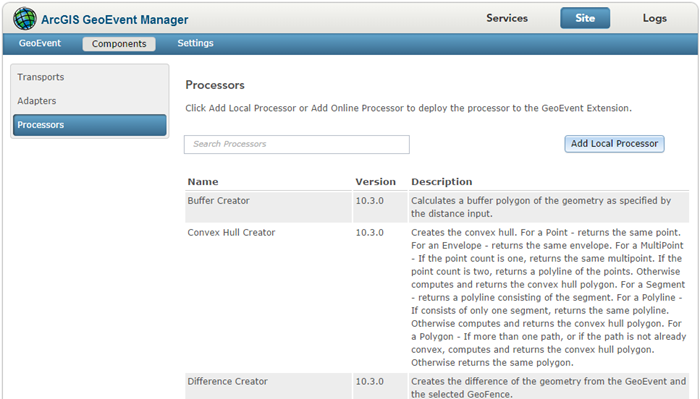 ArcGIS GeoEvent Manager
Services
Site
Logs
GeoEvent
Components
Settings
Transports
Adapters
Processors
Processors
Click Add Local Processor or Add Online Processor to deploy the processor to the GeoEvent Extension.
Search Processors
Add Local Processor
Name Version Description
Buffer Creator 10.3.0 Calculates a buffer polygon of the geometry as specified by
the distance input.
Convex Hull Creator 10.3.0 Creates the convex hull. For a Point - returns the same point.
For an Envelope - returns the same envelope. For a MultiPoint
- If the point count is one, returns the same multipoint. If the
point count is two, returns a polyline of the points. Otherwise
computes and returns the convex hull polygon. For a Segment
- returns a polyline consisting of the segment. For a Polyline -
If consists of only one segment, returns the same polyline.
Otherwise computes and returns the convex hull polygon. For
a Polygon - If more than one path, or if the path is not already
convex, computes and returns the convex hull polygon.
Otherwise returns the same polygon.
Difference Creator 10.3.0 Creates the difference of the geometry from the GeoEvent and
the selected GeoFence.